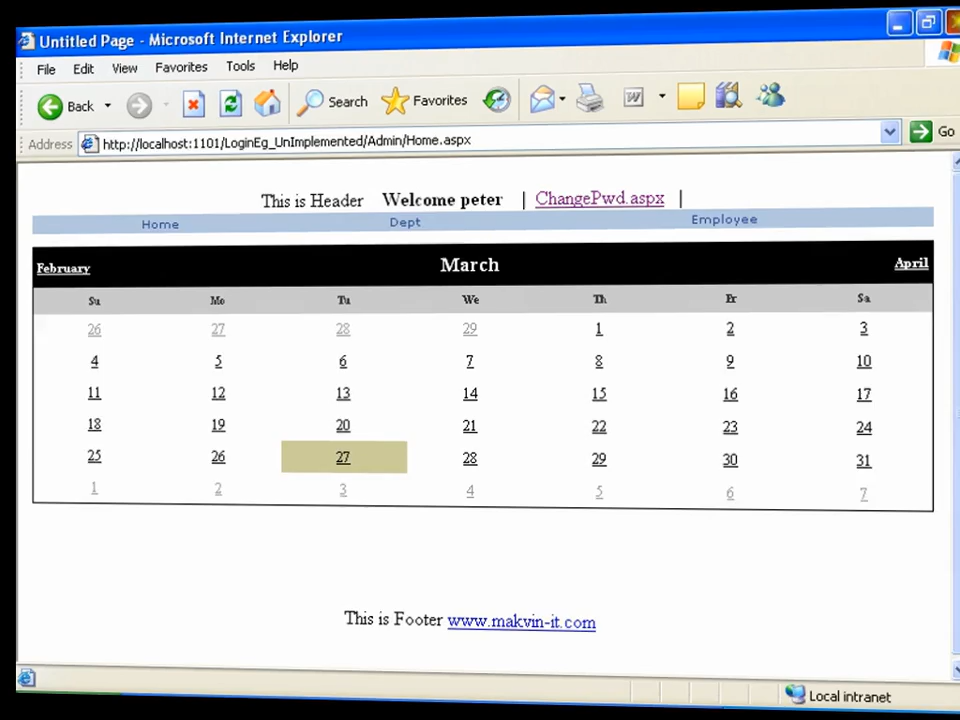 Untitled Page - Microsoft Internet Explorer
File Edit View Favorites Tools Help
Back Search Favorites
Address http://localhost:1101/LoginEg_UnImplemented/Admin/Home.aspx Go
This is Header Welcome peter | ChangePwd.aspx |
Home Dept Employee
February March April
Su Mo Tu We Th Fr Sa
26 27 28 29 1 2 3
4 5 6 7 8 9 10
11 12 13 14 15 16 17
18 19 20 21 22 23 24
25 26 27 28 29 30 31
1 2 3 4 5 6 7
This is Footer www.makvin-it.com
Local intranet